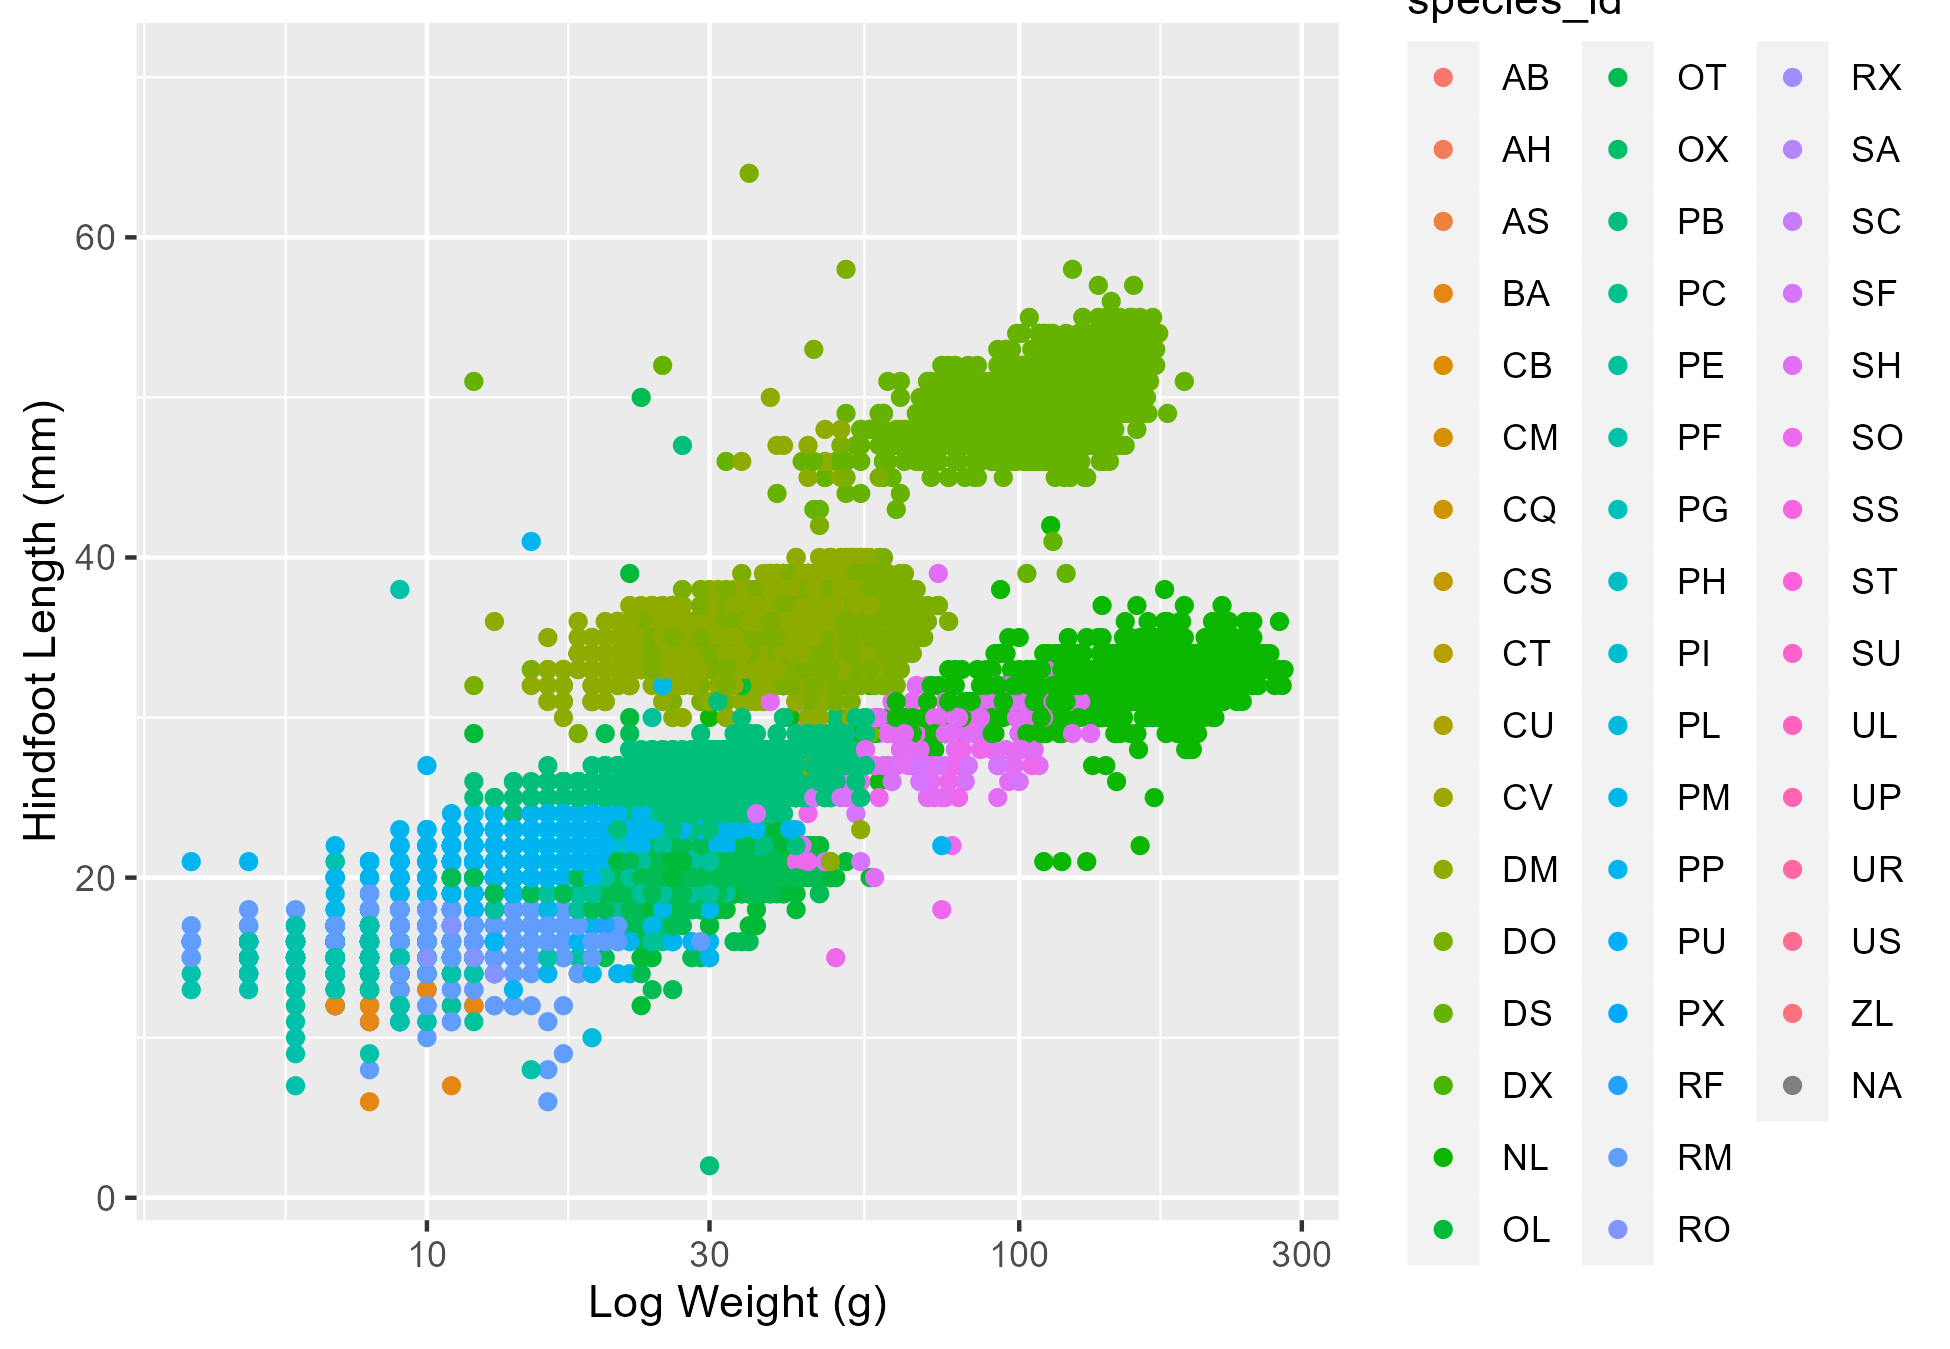 species_id
AB
AH
AS
BA
CB
CM
CQ
CS
CT
CU
CV
DM
DO
DS
DX
NL
OL
OT
OX
PB
PC
PE
PF
PG
PH
PI
PL
PM
PP
PU
PX
RF
RM
RO
RX
SA
SC
SF
SH
SO
SS
ST
SU
UL
UP
UR
US
ZL
NA
Hindfoot Length (mm)
60
40
20
0
10 30 100 300
Log Weight (g)